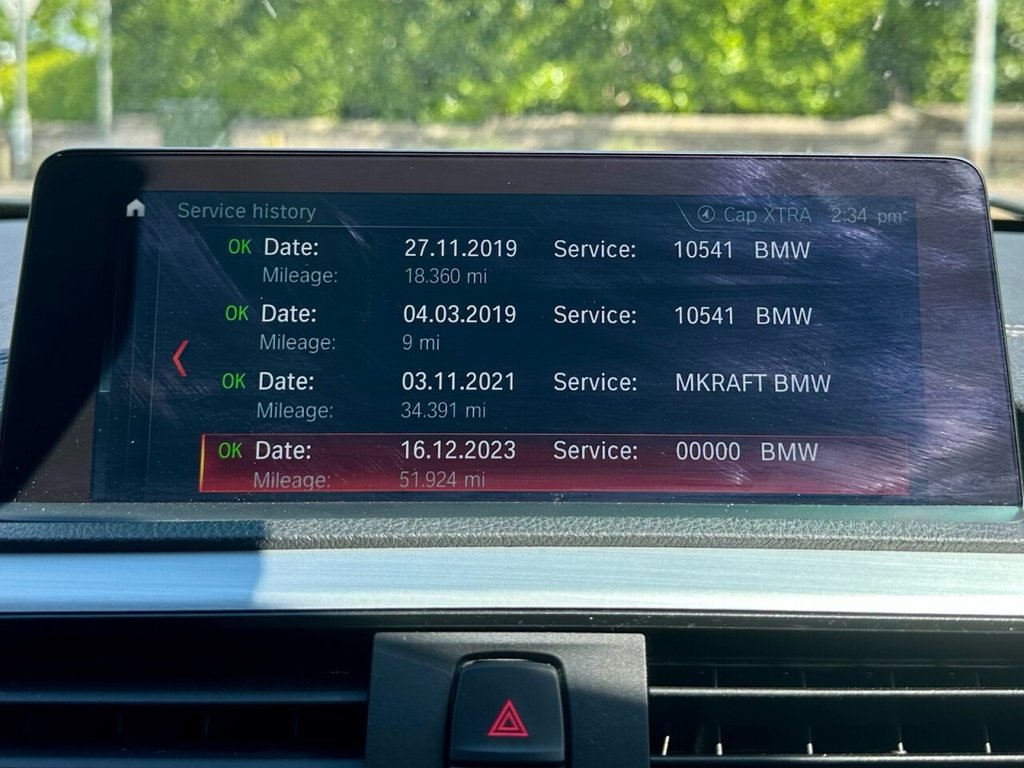 Service history Cap XTRA 2:34 pm
OK Date: 27.11.2019 Service: 10541 BMW
Mileage: 18.360 mi
OK Date: 04.03.2019 Service: 10541 BMW
Mileage: 9 mi
OK Date: 03.11.2021 Service: MKRAFT BMW
Mileage: 34.391 mi
OK Date: 16.12.2023 Service: 00000 BMW
Mileage: 51.924 mi